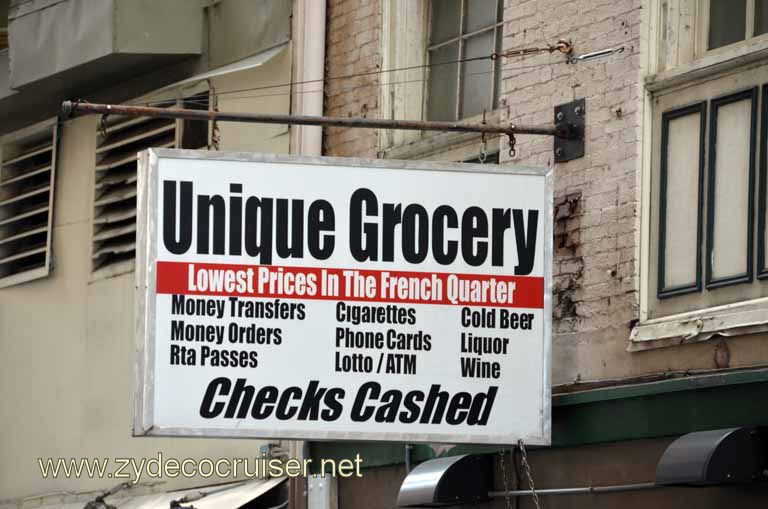 Unique Grocery
Lowest Prices In The French Quarter
Money Transfers Cigarettes Cold Beer
Money Orders Phone Cards Liquor
Rta Passes Lotto / ATM Wine
Checks Cashed
www.zydecocruiser.net